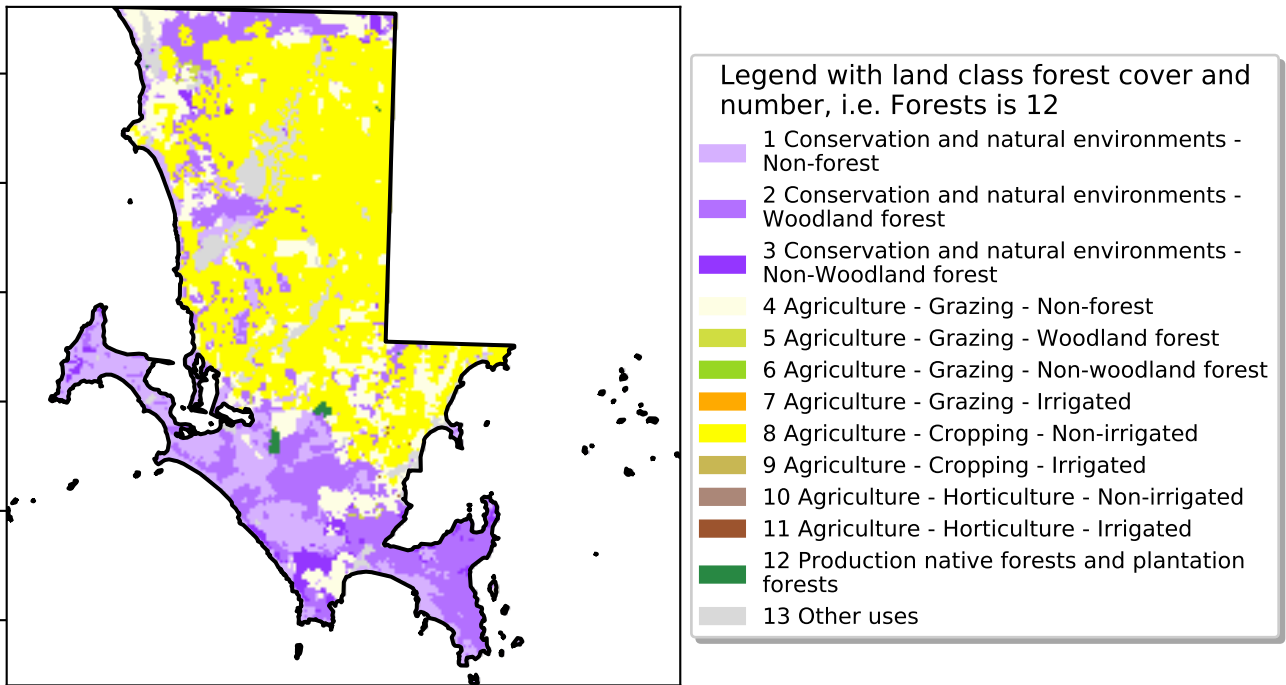 Legend with land class forest cover and
number, i.e. Forests is 12
1 Conservation and natural environments -
Non-forest
2 Conservation and natural environments -
Woodland forest
3 Conservation and natural environments -
Non-Woodland forest
4 Agriculture - Grazing - Non-forest
5 Agriculture - Grazing - Woodland forest
6 Agriculture - Grazing - Non-woodland forest
7 Agriculture - Grazing - Irrigated
8 Agriculture - Cropping - Non-irrigated
9 Agriculture - Cropping - Irrigated
10 Agriculture - Horticulture - Non-irrigated
11 Agriculture - Horticulture - Irrigated
12 Production native forests and plantation
forests
13 Other uses